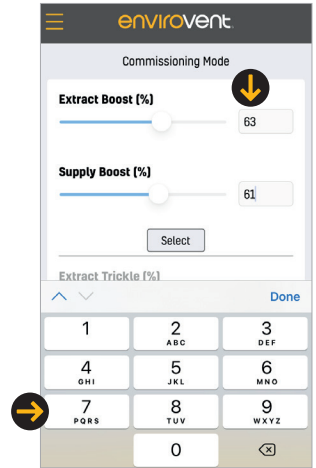 envirovent
Commissioning Mode
Extract Boost (%)
63
Supply Boost (%)
61
Select
Extract Trickle (%)
Done
1
2 ABC
3 DEF
4 GHI
5 JKL
6 MNO
7 PQRS
8 TUV
9 WXYZ
0